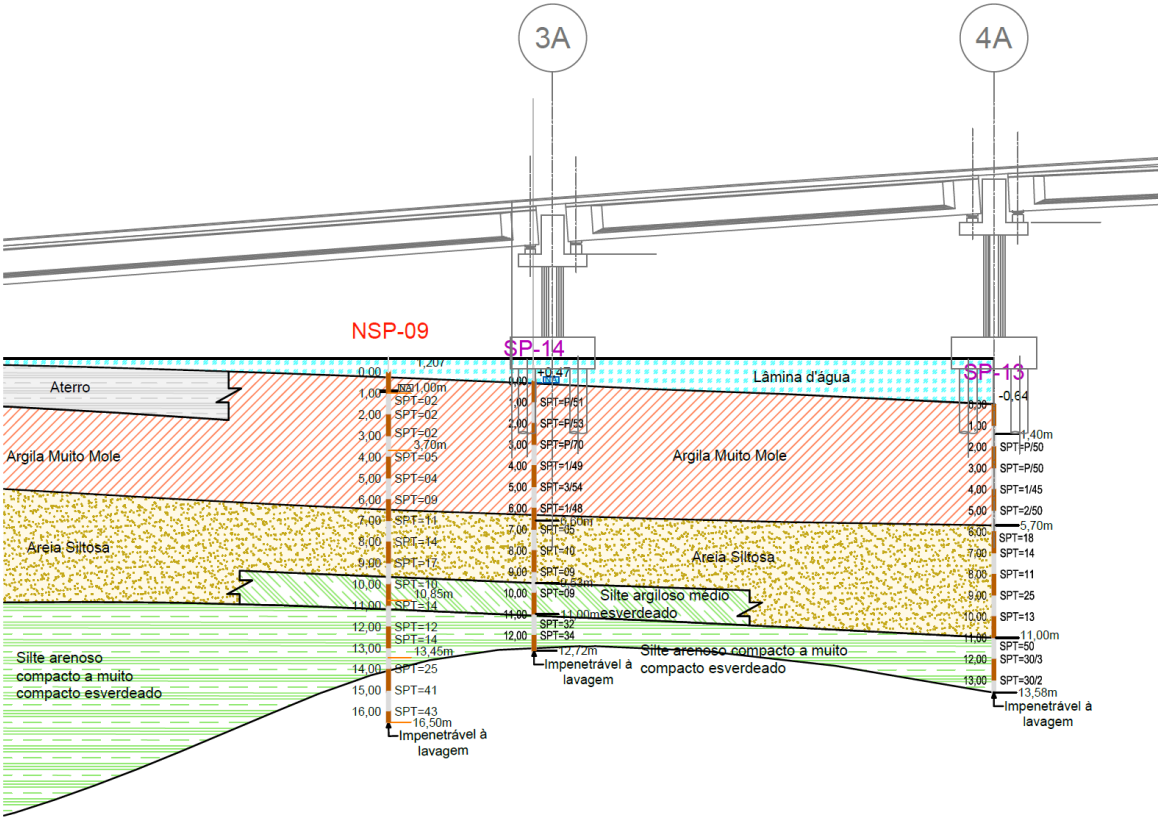 3A
4A
NSP-09
SP-14
SP-13
1,207
+0,47
-0,64
Lâmina d'água
Aterro
Argila Muito Mole
Argila Muito Mole
Areia Siltosa
Areia Siltosa
Silte argiloso médio
esverdeado
Silte arenoso
compacto a muito
compacto esverdeado
Silte arenoso compacto a muito
compacto esverdeado
0,00
1,00
1,00m
SPT=02
2,00
SPT=02
3,00
SPT=02
3,70m
4,00
SPT=05
5,00
SPT=04
6,00
SPT=09
7,00
SPT=11
8,00
SPT=14
9,00
SPT=17
10,00
SPT=10
10,85m
11,00
SPT=14
12,00
SPT=12
SPT=14
13,00
13,45m
14,00
SPT=25
15,00
SPT=41
16,00
SPT=43
16,50m
Impenetrável à
lavagem
0,00
1,00
SPT=P/51
2,00
SPT=P/53
3,00
SPT=P/70
4,00
SPT=1/49
5,00
SPT=3/54
6,00
SPT=1/48
6,60m
7,00
SPT=05
8,00
SPT=10
9,00
SPT=09
9,53m
10,00
SPT=09
11,00
11,00m
SPT=32
12,00
SPT=34
12,72m
Impenetrável à
lavagem
0,00
1,00
1,40m
2,00
SPT=P/50
3,00
SPT=P/50
4,00
SPT=1/45
5,00
SPT=2/50
5,70m
6,00
SPT=18
7,00
SPT=14
8,00
SPT=11
9,00
SPT=25
10,00
SPT=13
11,00
11,00m
SPT=50
12,00
SPT=30/3
13,00
SPT=30/2
13,58m
Impenetrável à
lavagem